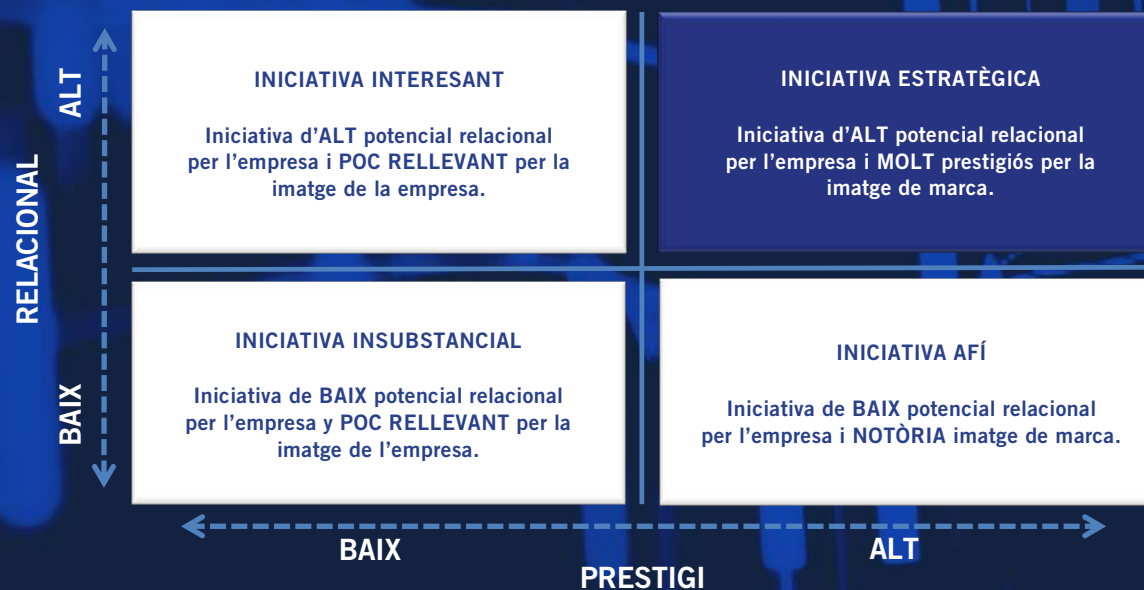 RELACIONAL
ALT
INICIATIVA INTERESANT
Iniciativa d’ALT potencial relacional
per l’empresa i POC RELLEVANT per la
imatge de la empresa.
INICIATIVA ESTRATÈGICA
Iniciativa d’ALT potencial relacional
per l’empresa i MOLT prestigiós per la
imatge de marca.
BAIX
INICIATIVA INSUBSTANCIAL
Iniciativa de BAIX potencial relacional
per l’empresa y POC RELLEVANT per la
imatge de l’empresa.
INICIATIVA AFÍ
Iniciativa de BAIX potencial relacional
per l’empresa i NOTÒRIA imatge de marca.
BAIX
ALT
PRESTIGI